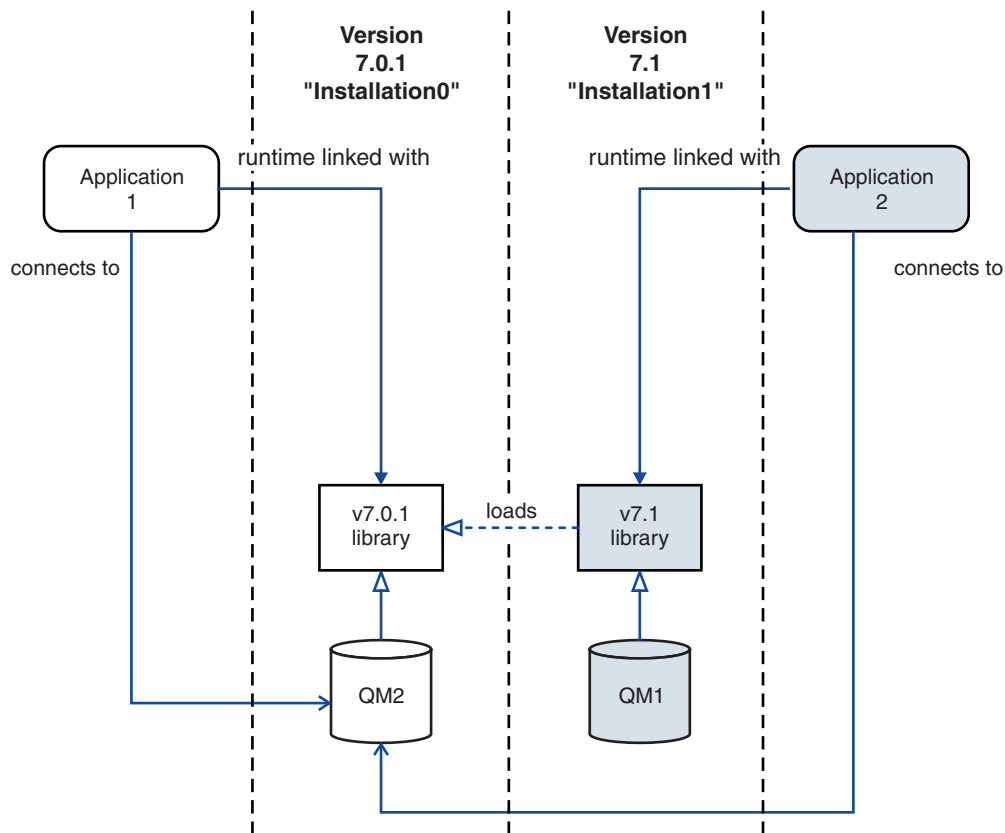 Version
7.0.1
"Installation0"
Version
7.1
"Installation1"
runtime linked with
runtime linked with
Application
1
Application
2
connects to
connects to
v7.0.1
library
loads
v7.1
library
QM2
QM1